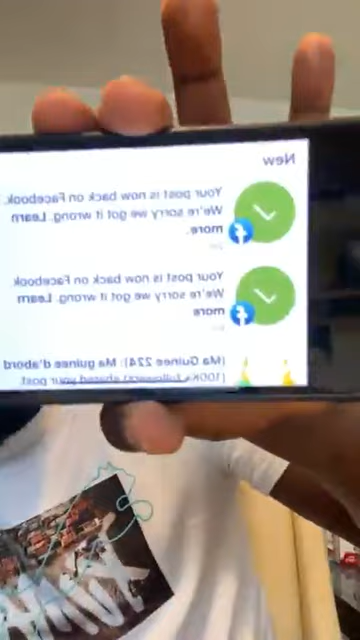 New
Your post is now back on Facebook.
We're sorry we got it wrong. Learn
more.
Your post is now back on Facebook.
We're sorry we got it wrong. Learn
more
(Ma Guinee 224): Ma guinee d'abord
(100K+ followers) shared your post